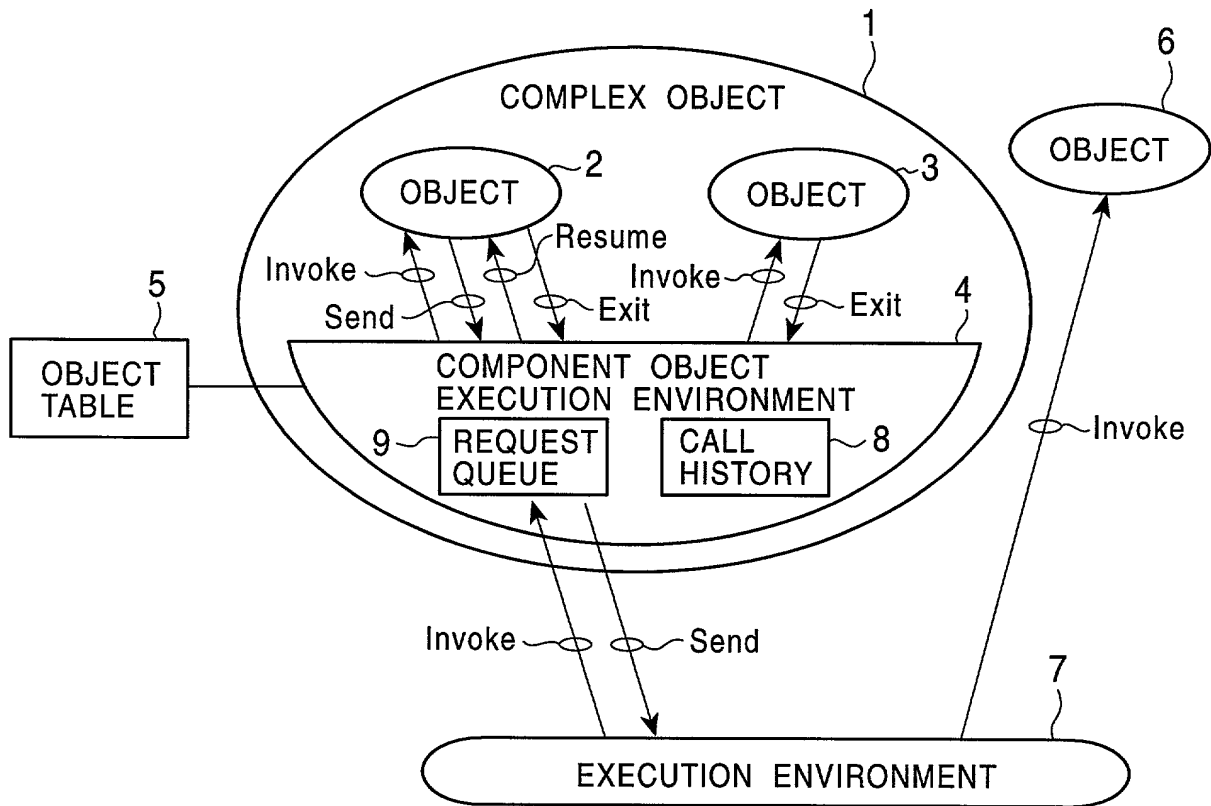 1
6
COMPLEX OBJECT
OBJECT
2
OBJECT
3
OBJECT
Invoke
Send
Resume
Exit
Invoke
Exit
4
5
OBJECT
TABLE
COMPONENT OBJECT
EXECUTION ENVIRONMENT
9
REQUEST
QUEUE
CALL
HISTORY
8
Invoke
Invoke
Send
7
EXECUTION ENVIRONMENT